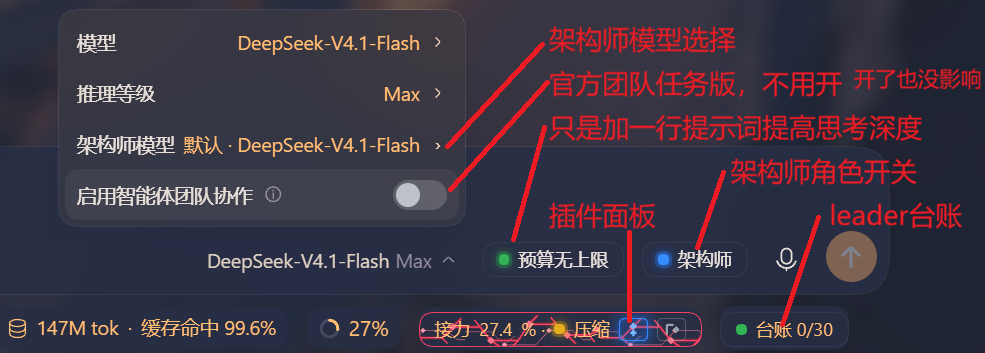 模型 DeepSeek-V4.1-Flash
架构师模型选择
官方团队任务版，不用开 开了也没影响
推理等级 Max
只是加一行提示词提高思考深度
架构师模型 默认 · DeepSeek-V4.1-Flash
架构师角色开关
启用智能体团队协作
插件面板
leader台账
DeepSeek-V4.1-Flash Max
预算无上限
架构师
147M tok · 缓存命中 99.6%
27%
接力 27.4 %
压缩
台账 0/30